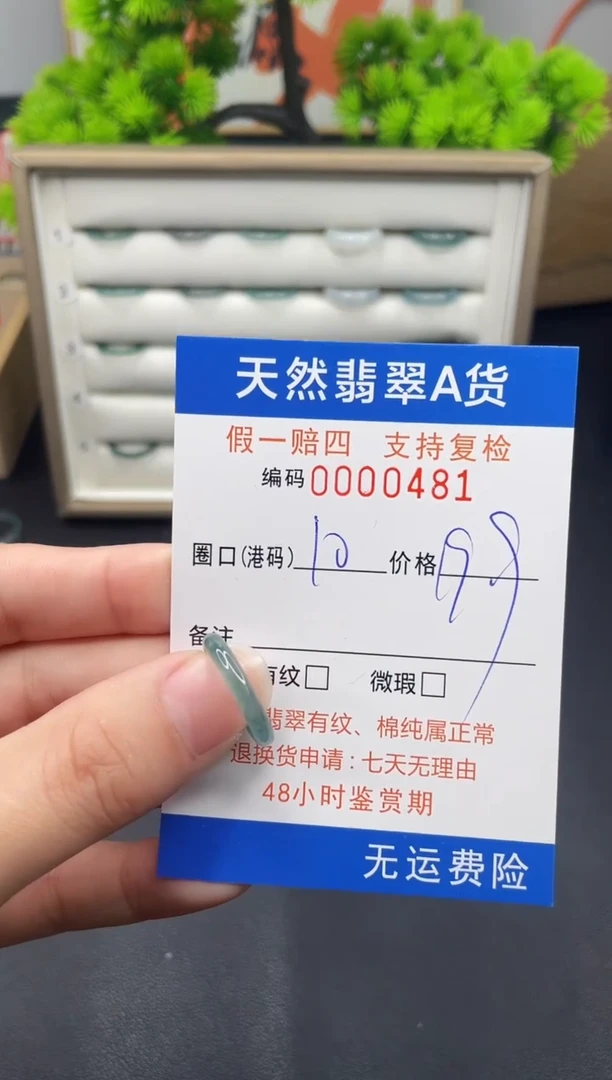 天然翡翠A货
假一赔四 支持复检
编码0000481
圈口(港码) 10 价格 99
备注
有纹□ 微瑕□
翡翠有纹、棉纯属正常
退换货申请:七天无理由
48小时鉴赏期
无运费险